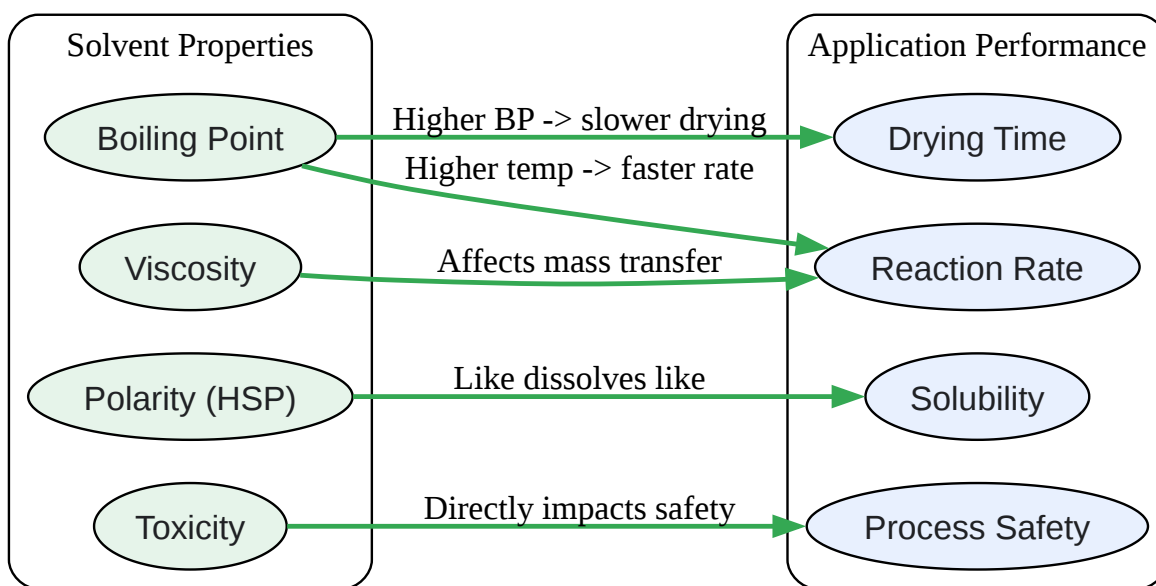 Solvent Properties
Application Performance
Boiling Point
Higher BP -> slower drying
Drying Time
Higher temp -> faster rate
Viscosity
Affects mass transfer
Reaction Rate
Polarity (HSP)
Like dissolves like
Solubility
Toxicity
Directly impacts safety
Process Safety